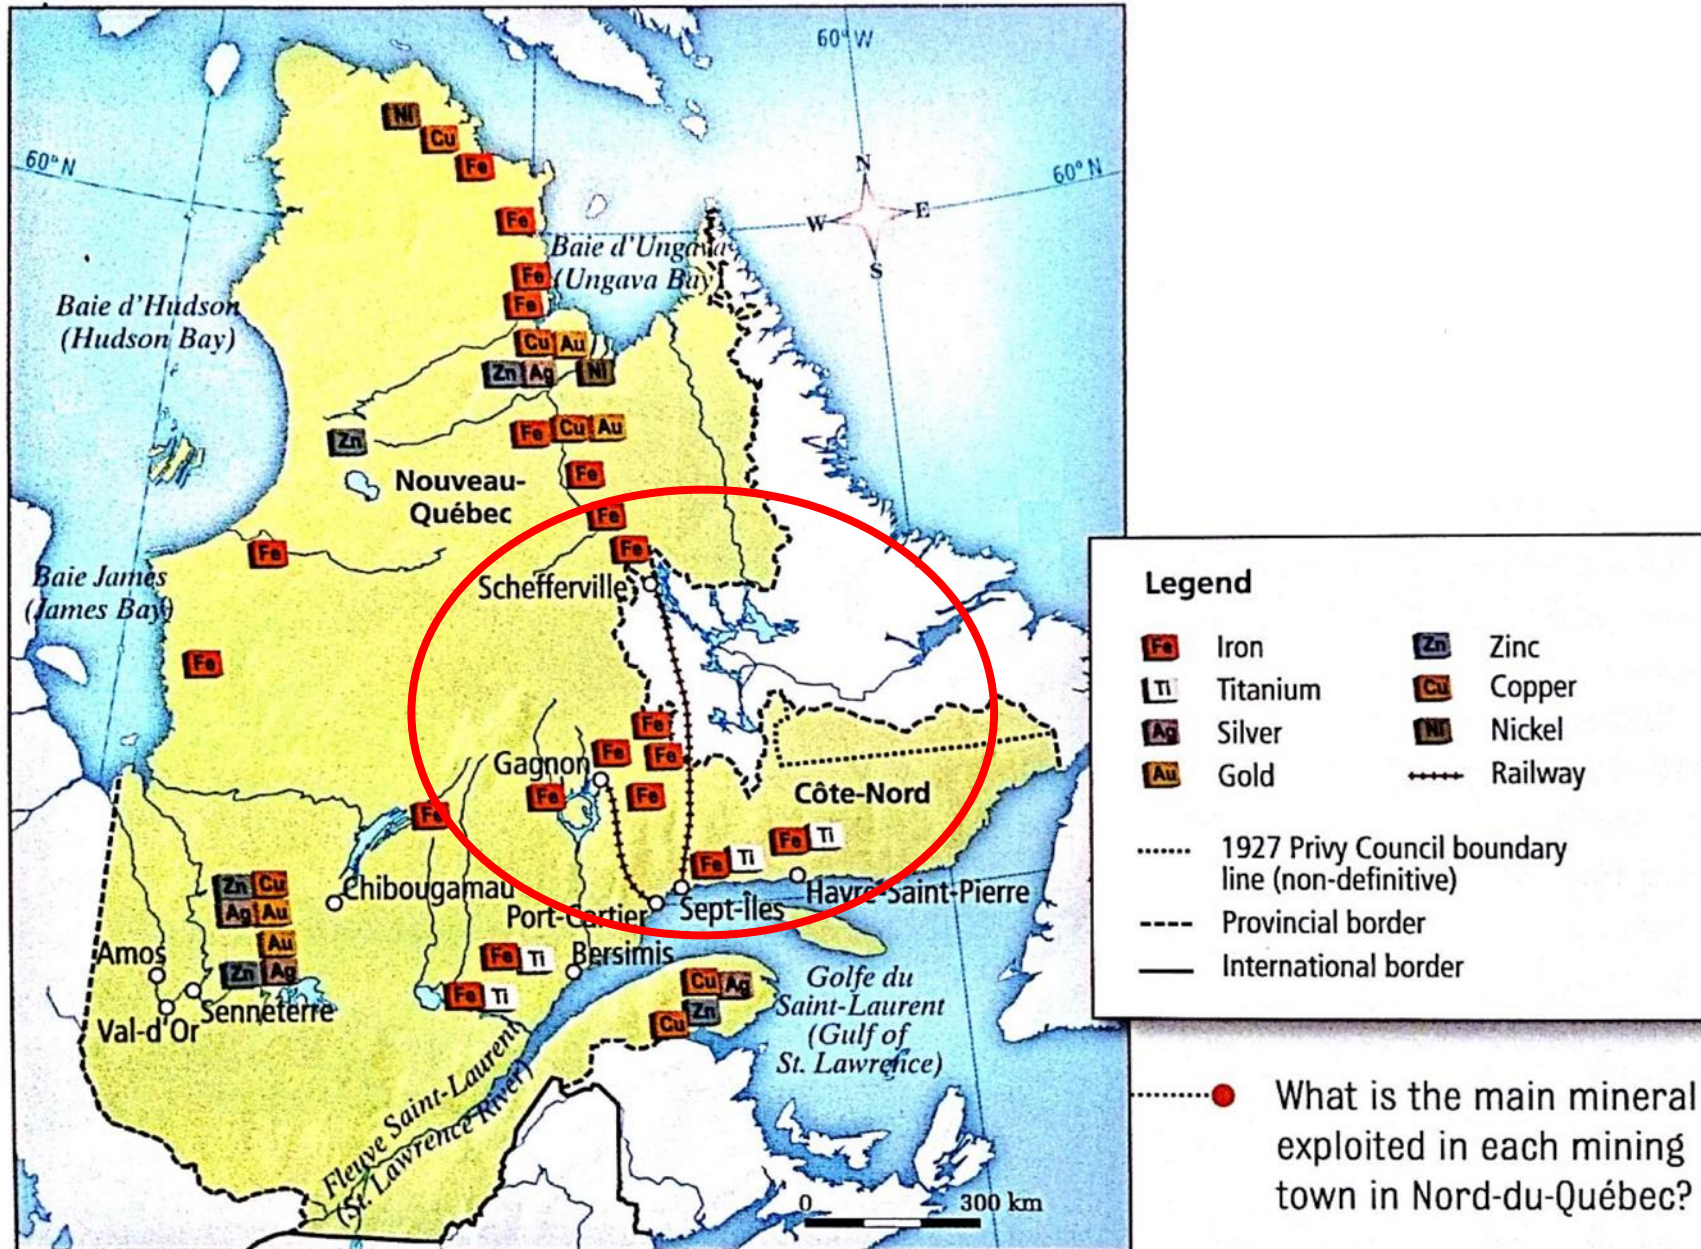 60° W
Ni
Cu
60° N
Fe
N
60° N
W
E
S
Fe
Baie d'Ungava
(Ungava Bay)
Fe
Baie d'Hudson
(Hudson Bay)
Fe
Cu Au
Zn Ag
Ni
Zn
Fe Cu Au
Fe
Nouveau-
Québec
Fe
Fe
Fe
Baie James
(James Bay)
Schefferville
Fe
Fe
Fe
Fe
Gagnon
Fe
Fe
Côte-Nord
Fe
Fe Ti
Fe Ti
Zn Cu
Ag Au
Chibougamau
Port-Cartier
Sept-Îles
Havre-Saint-Pierre
Au
Zn Ag
Amos
Fe Ti
Bersimis
Fe Ti
Senneterre
Val-d'Or
Cu Ag
Zn
Cu
Golfe du
Saint-Laurent
(Gulf of
St. Lawrence)
Fleuve Saint-Laurent
(St. Lawrence River)
0 300 km
Legend
Fe Iron
Zn Zinc
Ti Titanium
Cu Copper
Ag Silver
Ni Nickel
Au Gold
Railway
1927 Privy Council boundary
line (non-definitive)
Provincial border
International border
What is the main mineral
exploited in each mining
town in Nord-du-Québec?